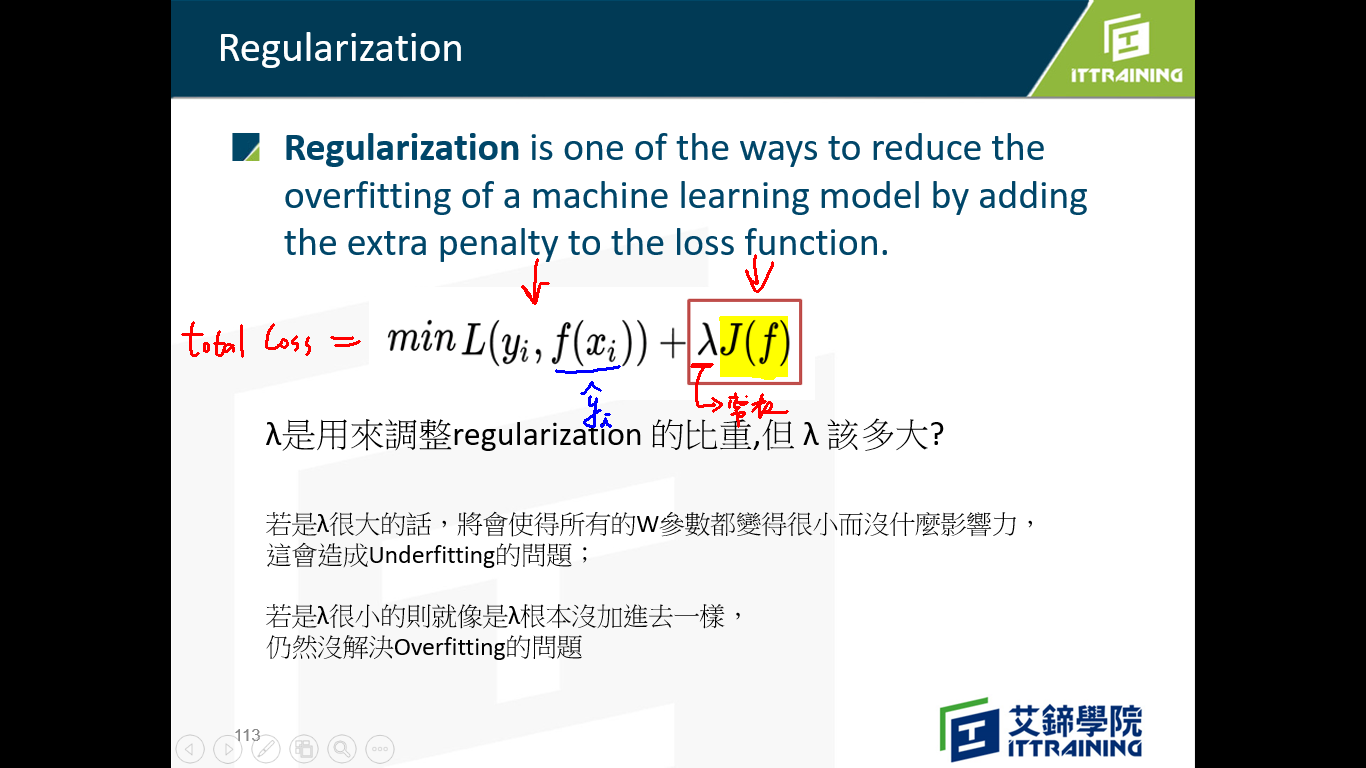 Regularization
ITTRAINING
Regularization is one of the ways to reduce the
overfitting of a machine learning model by adding
the extra penalty to the loss function.
total Loss = min L(yᵢ, f(xᵢ)) + λJ(f)
ŷᵢ
λ是用來調整regularization 的比重,但 λ 該多大?
若是λ很大的話，將會使得所有的W參數都變得很小而沒什麼影響力，
這會造成Underfitting的問題；
若是λ很小的則就像是λ根本沒加進去一樣，
仍然沒解決Overfitting的問題
113
艾鍗學院
ITTRAINING